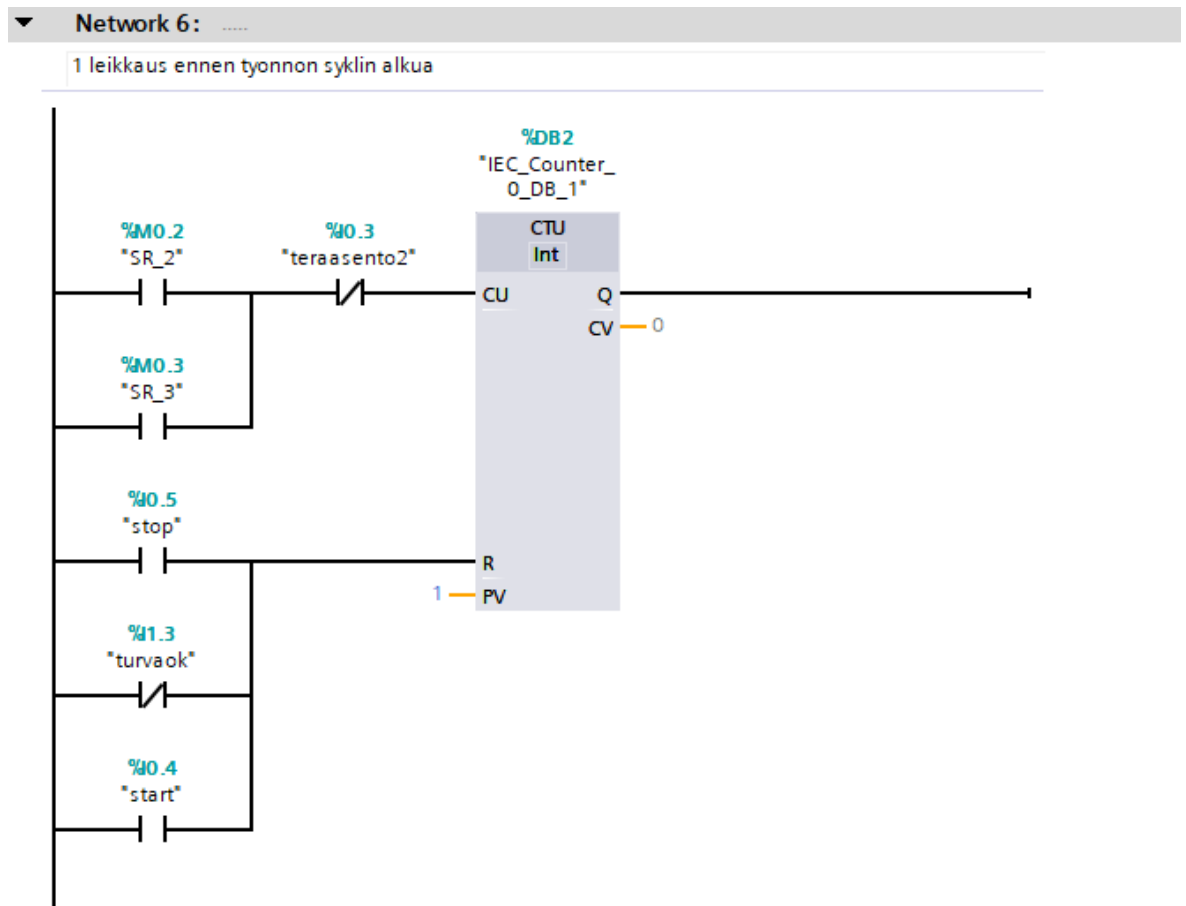 Network 6: .....
1 leikkaus ennen tyonnon syklin alkua
%DB2
"IEC_Counter_
0_DB_1"
%M0.2
"SR_2"
%I0.3
"teraasento2"
CTU
Int
CU
Q
CV
0
%M0.3
"SR_3"
%I0.5
"stop"
R
1
PV
%I1.3
"turvaok"
%I0.4
"start"